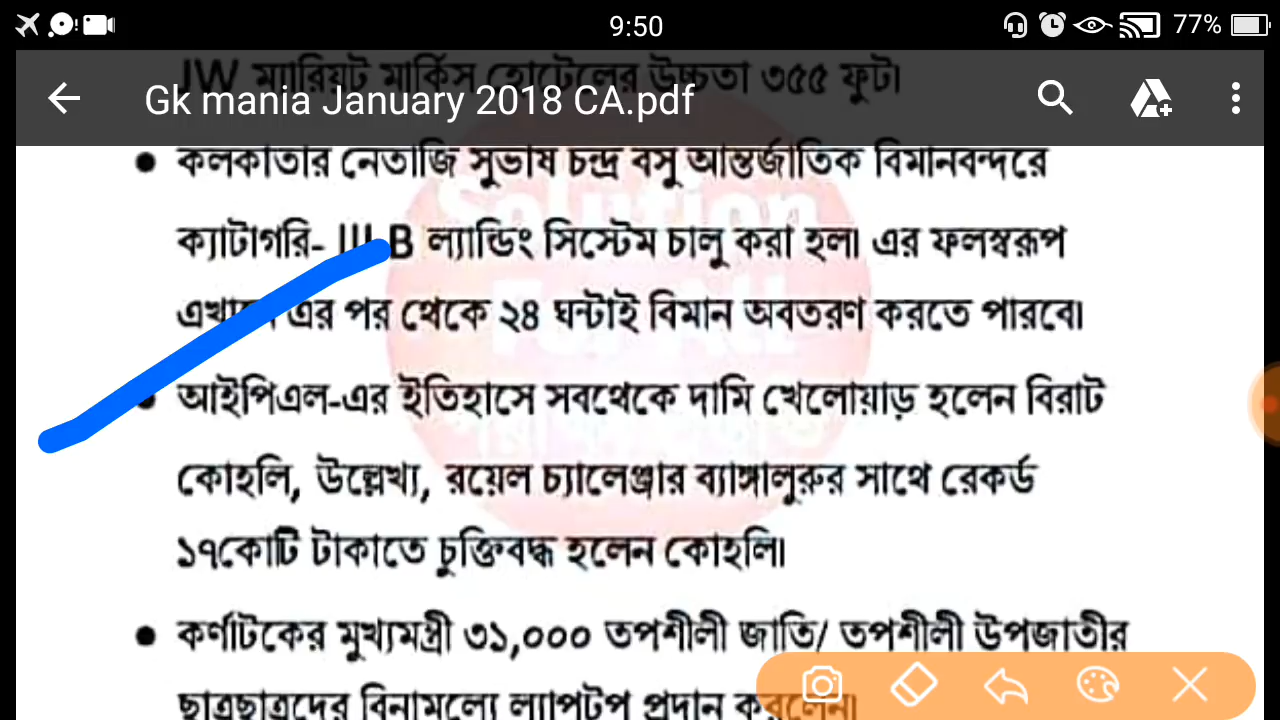 9:50
77%
JW ম্যারিয়ট মার্কিস হোটেলের উচ্চতা ৩৫৫ ফুট।
Gk mania January 2018 CA.pdf
● কলকাতার নেতাজি সুভাষ চন্দ্র বসু আন্তর্জাতিক বিমানবন্দরে
ক্যাটাগরি- III B ল্যান্ডিং সিস্টেম চালু করা হল। এর ফলস্বরূপ
এর পর থেকে ২৪ ঘন্টাই বিমান অবতরণ করতে পারবে।
● আইপিএল-এর ইতিহাসে সবথেকে দামি খেলোয়াড় হলেন বিরাট
কোহলি, উল্লেখ্য, রয়েল চ্যালেঞ্জার ব্যাঙ্গালুরুর সাথে রেকর্ড
১৭কোটি টাকাতে চুক্তিবদ্ধ হলেন কোহলি।
● কর্ণাটকের মুখ্যমন্ত্রী ৩১,০০০ তপশীলী জাতি/ তপশীলী উপজাতীর
ছাত্রছাত্রদের বিনামূল্যে ল্যাপটপ প্রদান করলেন।
Solution
For All